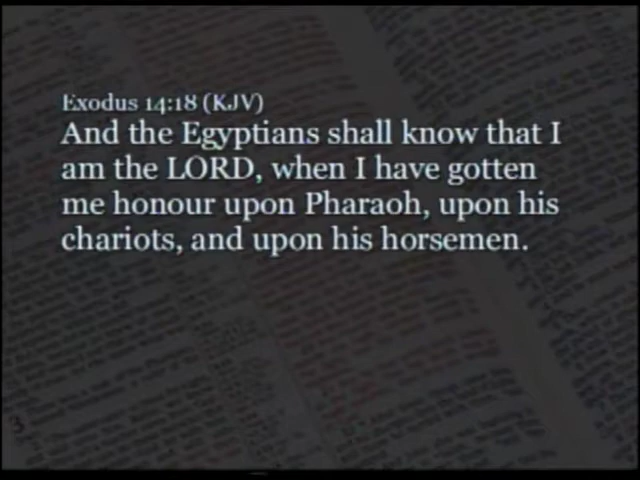 Exodus 14:18 (KJV)
And the Egyptians shall know that I
am the LORD, when I have gotten
me honour upon Pharaoh, upon his
chariots, and upon his horsemen.